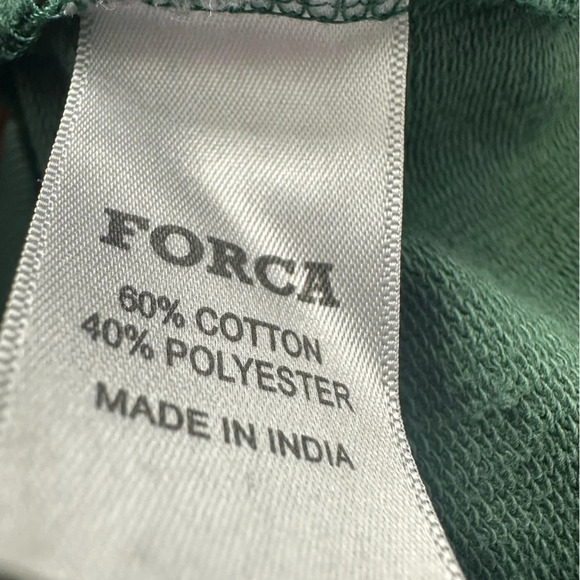 FORCA
60% COTTON
40% POLYESTER
MADE IN INDIA